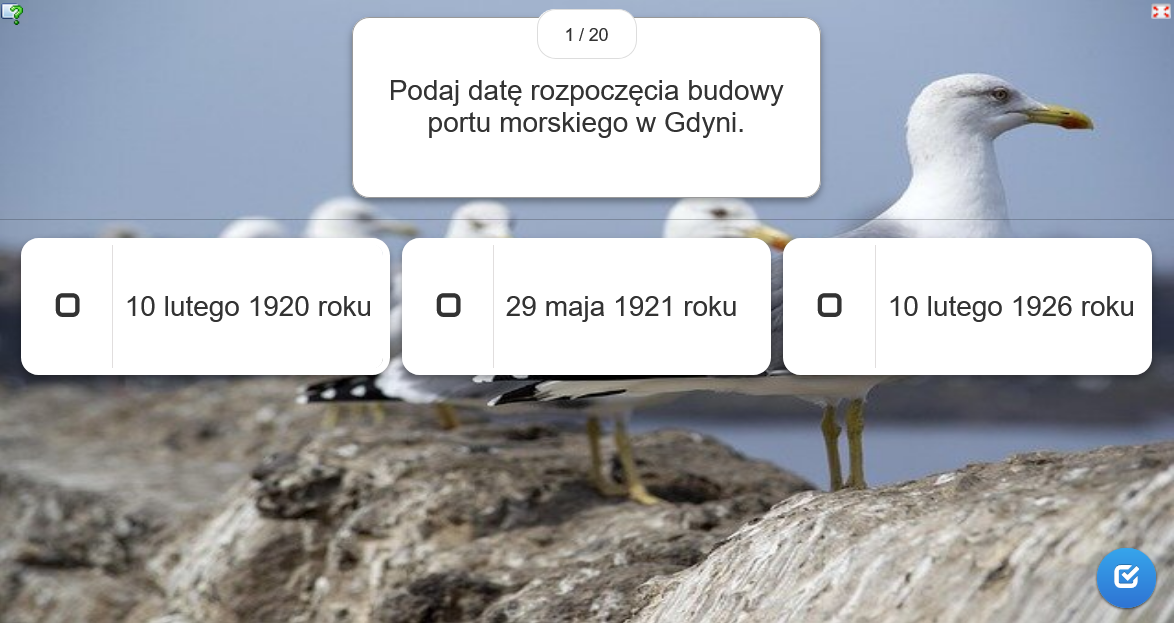 1 / 20
Podaj datę rozpoczęcia budowy
portu morskiego w Gdyni.
10 lutego 1920 roku
29 maja 1921 roku
10 lutego 1926 roku